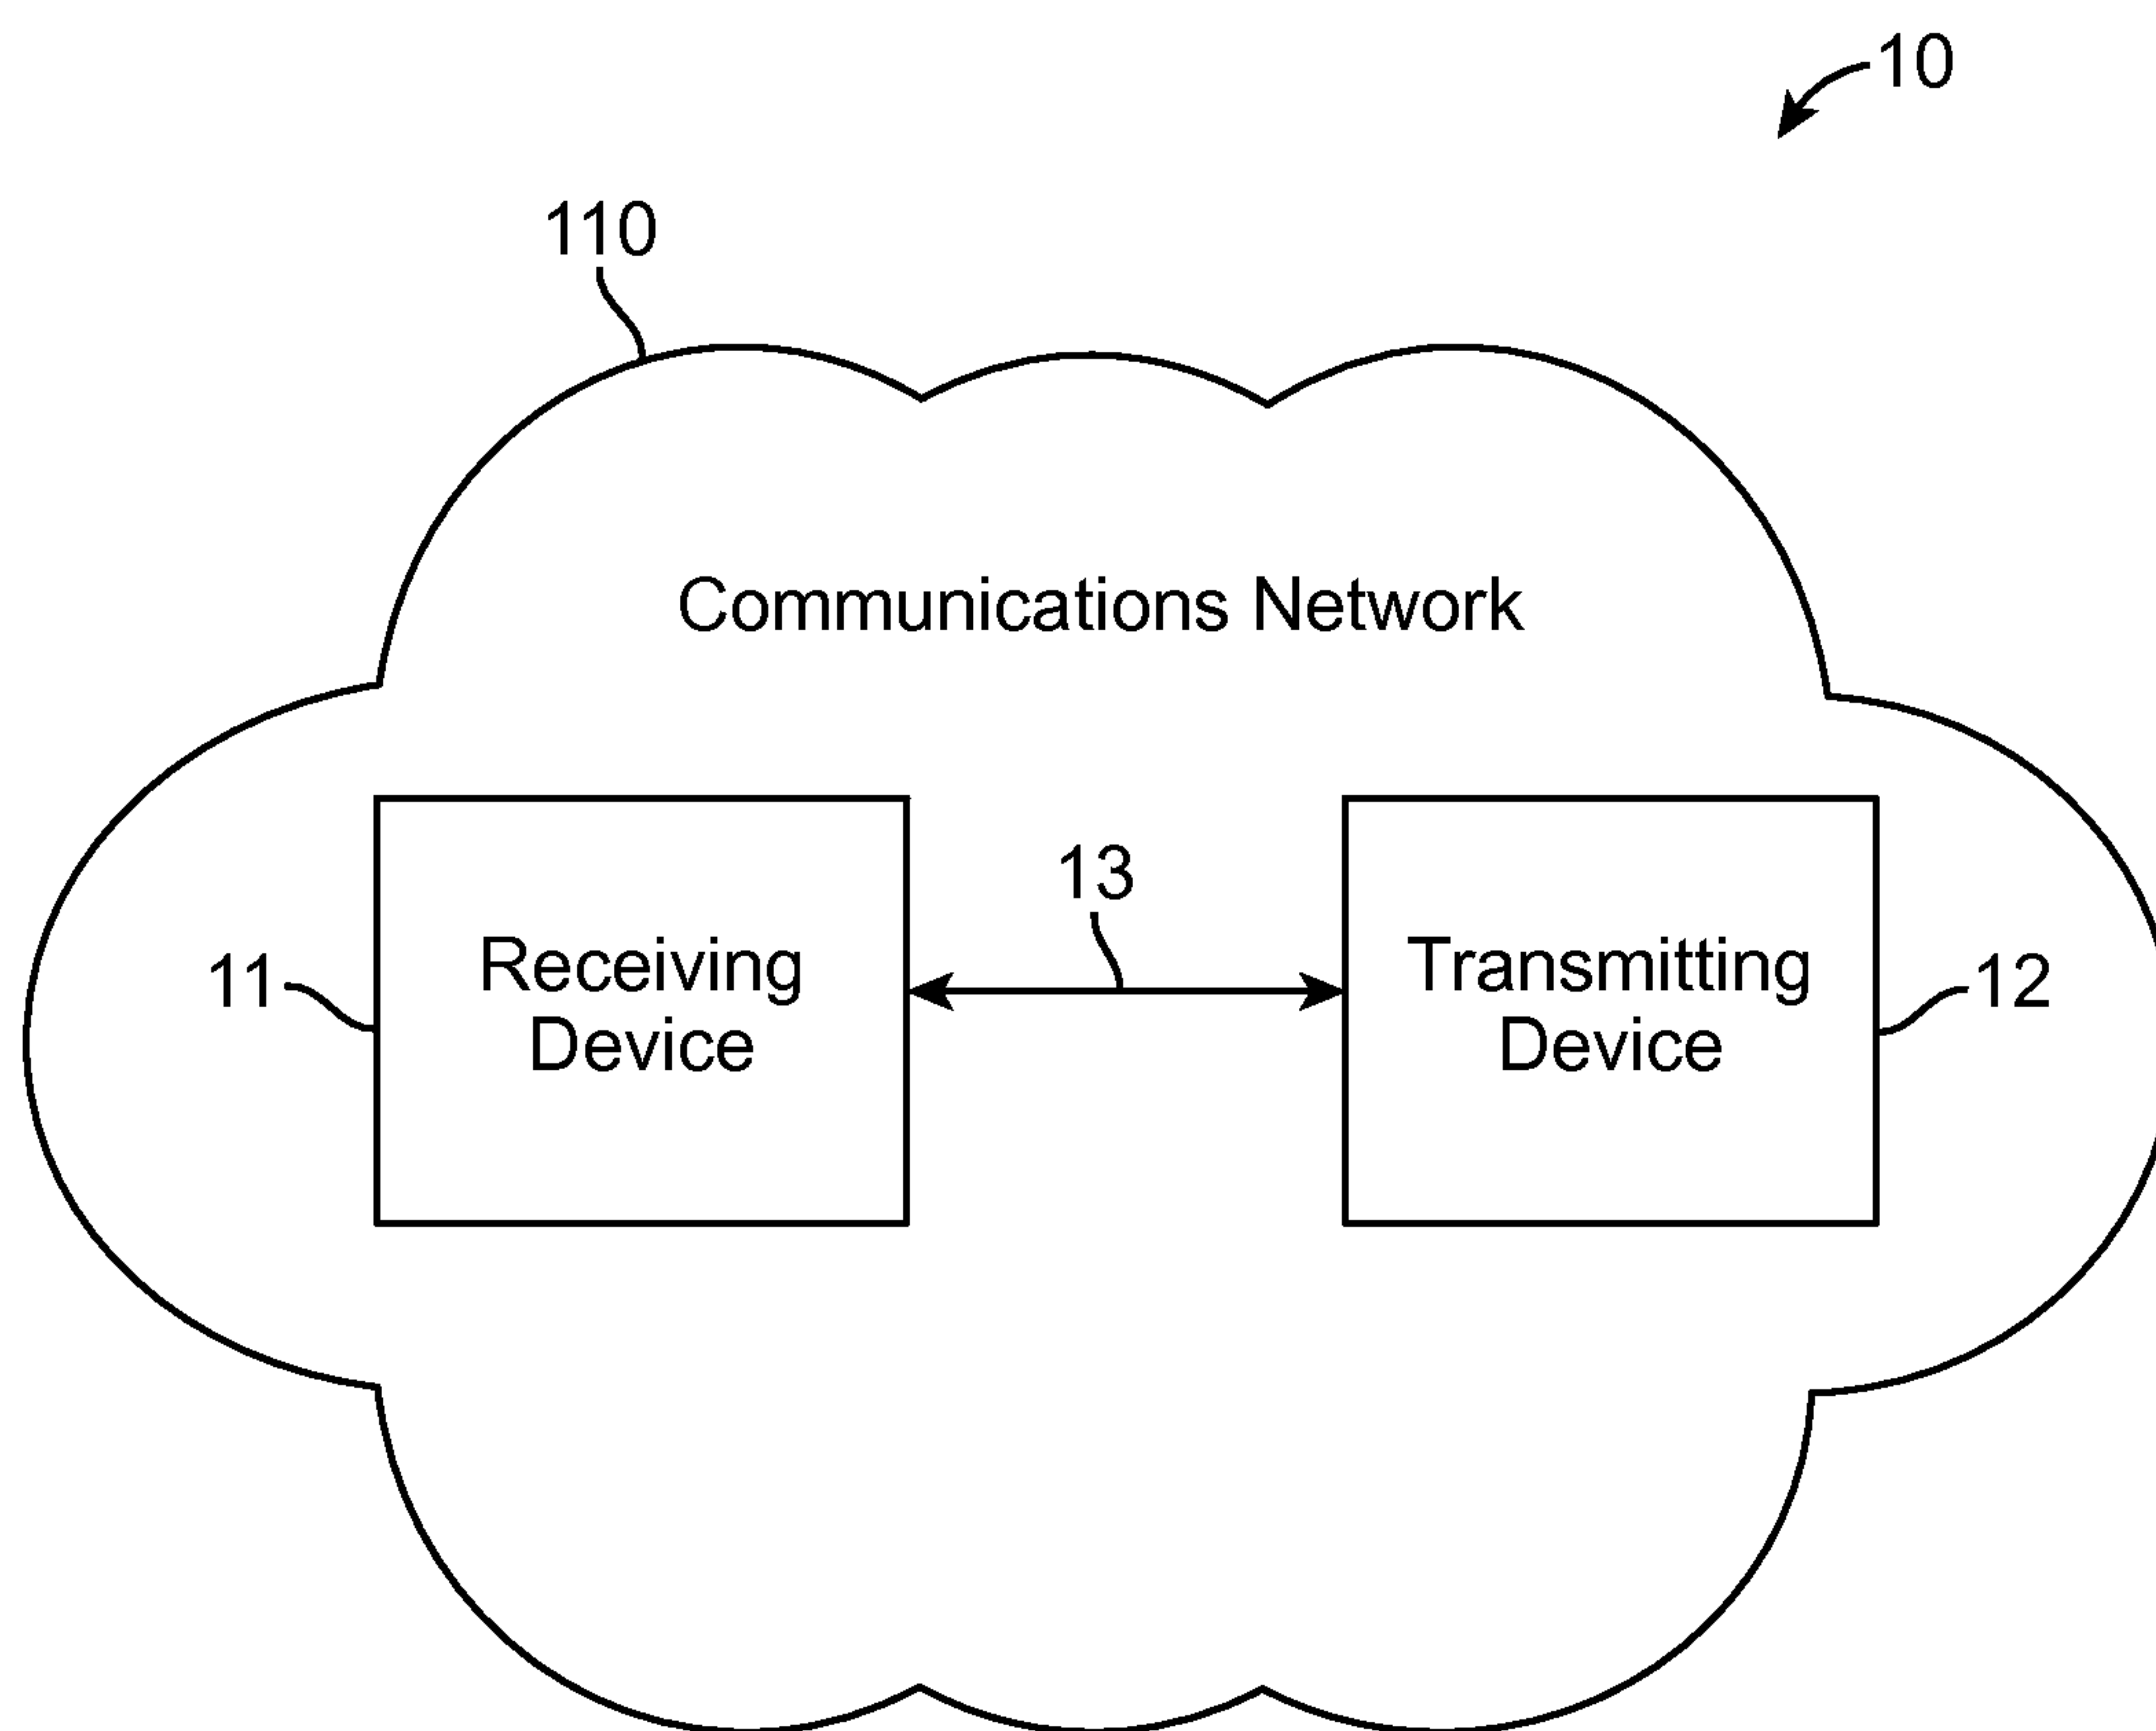 10
110
Communications Network
13
Receiving
Device
Transmitting
Device
11
12